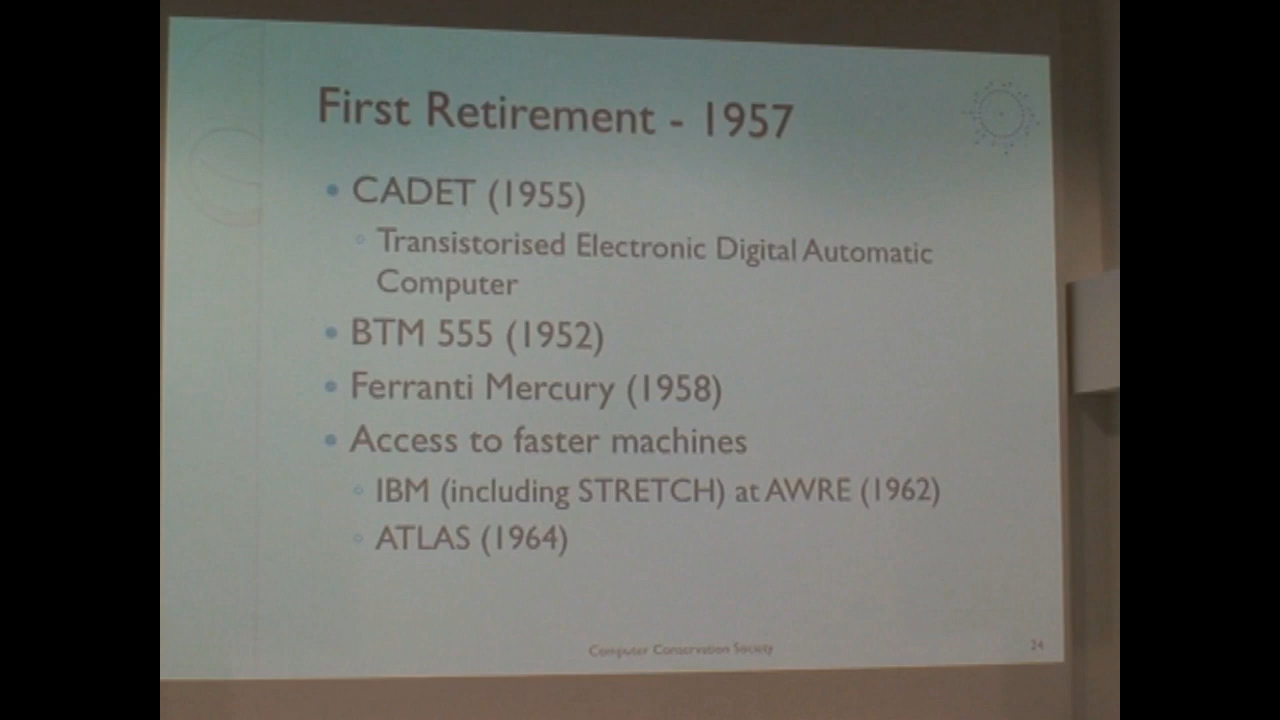 First Retirement - 1957
• CADET (1955)
◦ Transistorised Electronic Digital Automatic
Computer
• BTM 555 (1952)
• Ferranti Mercury (1958)
• Access to faster machines
◦ IBM (including STRETCH) at AWRE (1962)
◦ ATLAS (1964)
Computer Conservation Society
24